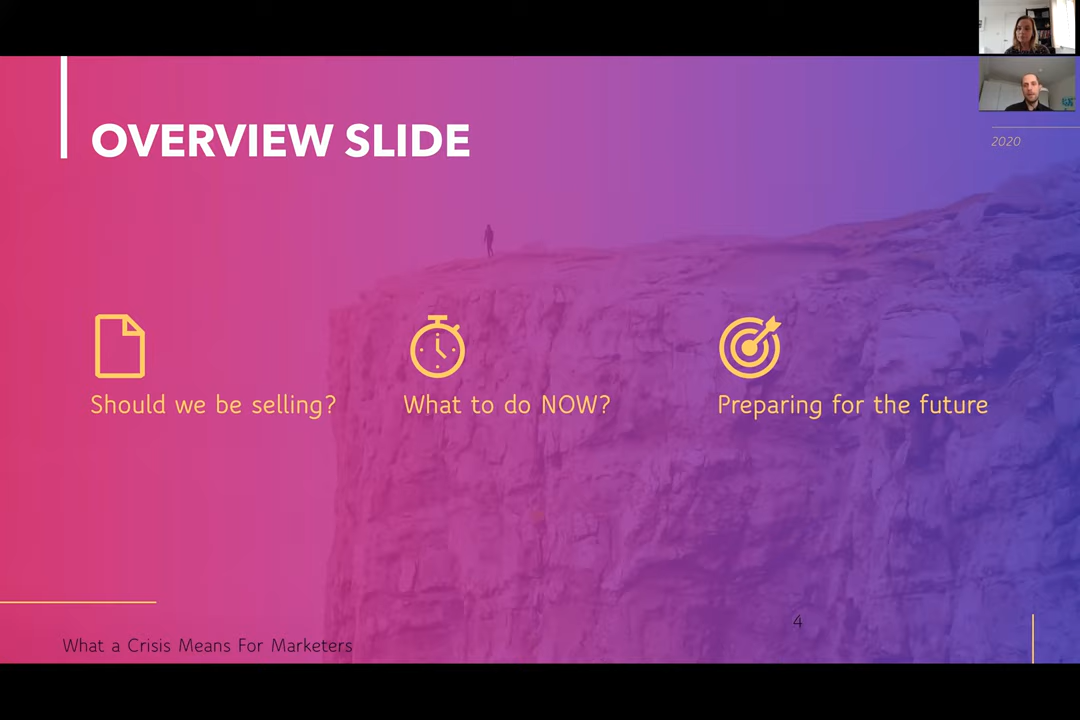 2020
OVERVIEW SLIDE
Should we be selling?
What to do NOW?
Preparing for the future
4
What a Crisis Means For Marketers